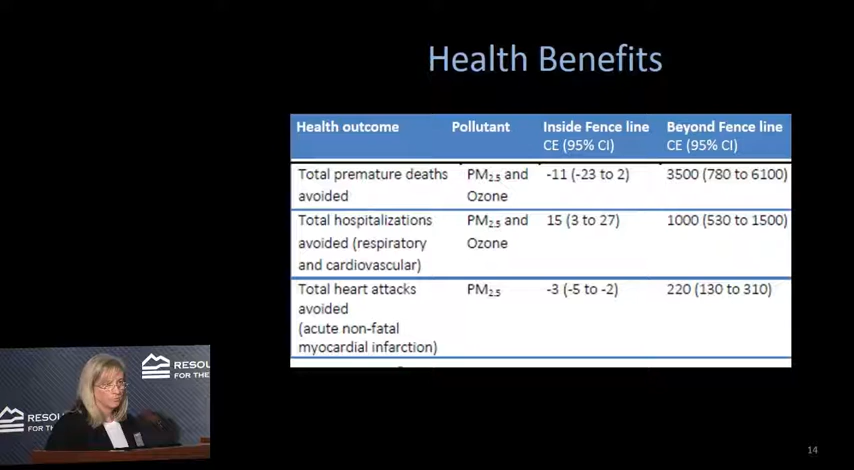 Health Benefits
Health outcome Pollutant Inside Fence line Beyond Fence line
CE (95% CI) CE (95% CI)
Total premature deaths PM2.5 and -11 (-23 to 2) 3500 (780 to 6100)
avoided Ozone
Total hospitalizations PM2.5 and 15 (3 to 27) 1000 (530 to 1500)
avoided (respiratory Ozone
and cardiovascular)
Total heart attacks PM2.5 -3 (-5 to -2) 220 (130 to 310)
avoided
(acute non-fatal
myocardial infarction)
RESOU
FOR THE
RESOU
FOR THE
14